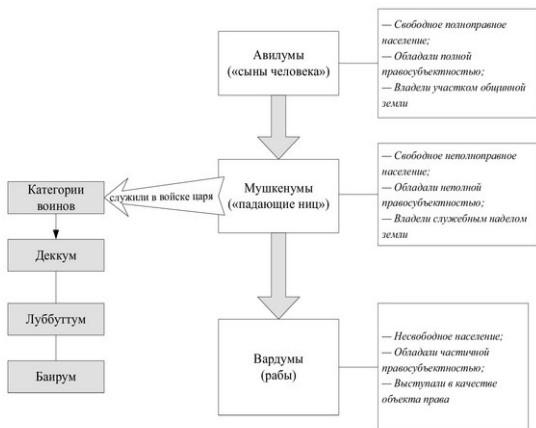 Авилумы
(«сыны человека»)
— Свободное полноправное
население;
— Обладали полной
правосубъектностью;
— Владели участком общинной
земли
Мушкенумы
(«падающие ниц»)
— Свободное неполноправное
население;
— Обладали неполной
правосубъектностью;
— Владели служебным наделом
земли
служили в войске царя
Категории
воинов
Деккум
Луббуттум
Баирум
Вардумы
(рабы)
— Несвободное население;
— Обладали частичной
правосубъектностью;
— Выступали в качестве
объекта права